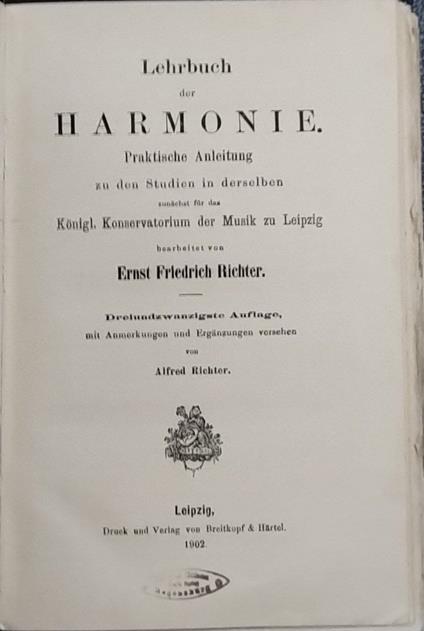 Lehrbuch
der
HARMONIE.
Praktische Anleitung
zu den Studien in derselben
zunächst für das
Königl. Konservatorium der Musik zu Leipzig
bearbeitet von
Ernst Friedrich Richter.
Dreiundzwanzigste Auflage,
mit Anmerkungen und Ergänzungen versehen
von
Alfred Richter.
Leipzig,
Druck und Verlag von Breitkopf & Härtel.
1902.